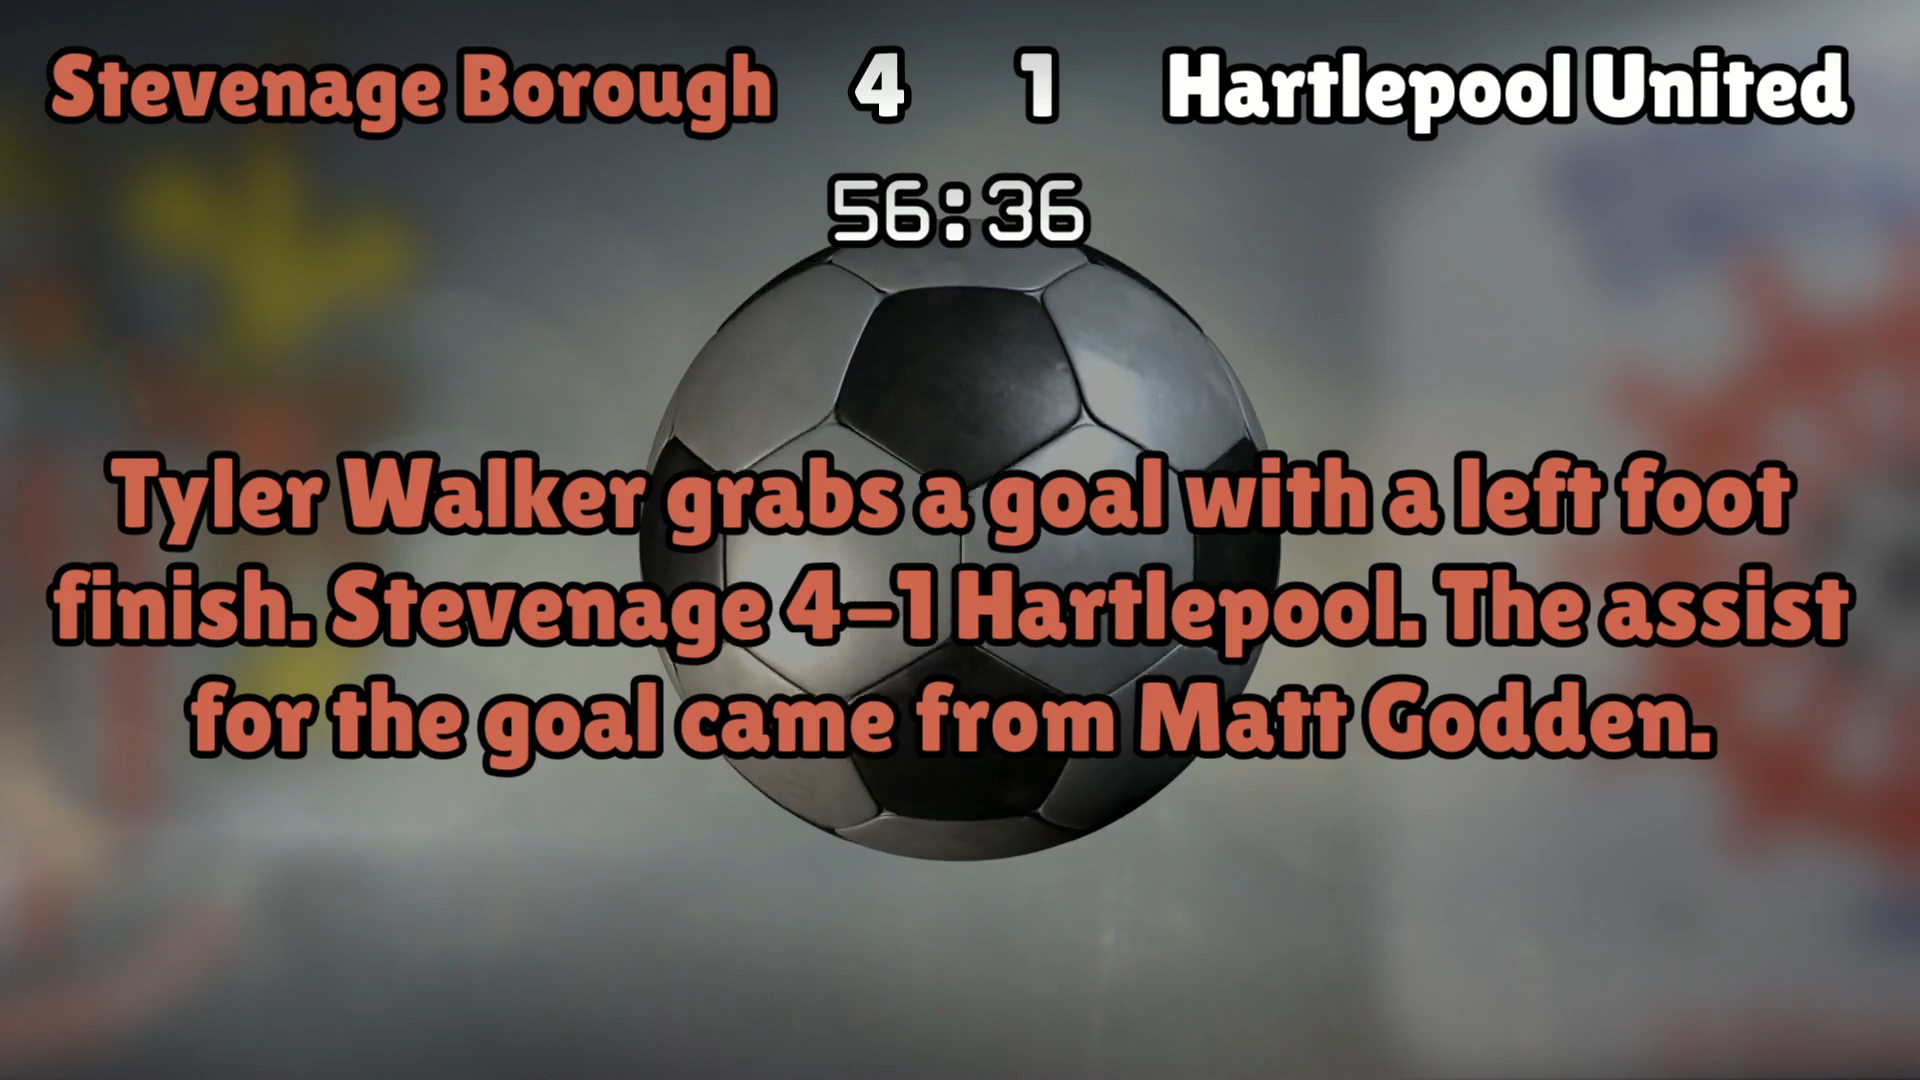 Stevenage Borough 4 1 Hartlepool United
56:36
Tyler Walker grabs a goal with a left foot
finish. Stevenage 4-1 Hartlepool. The assist
for the goal came from Matt Godden.